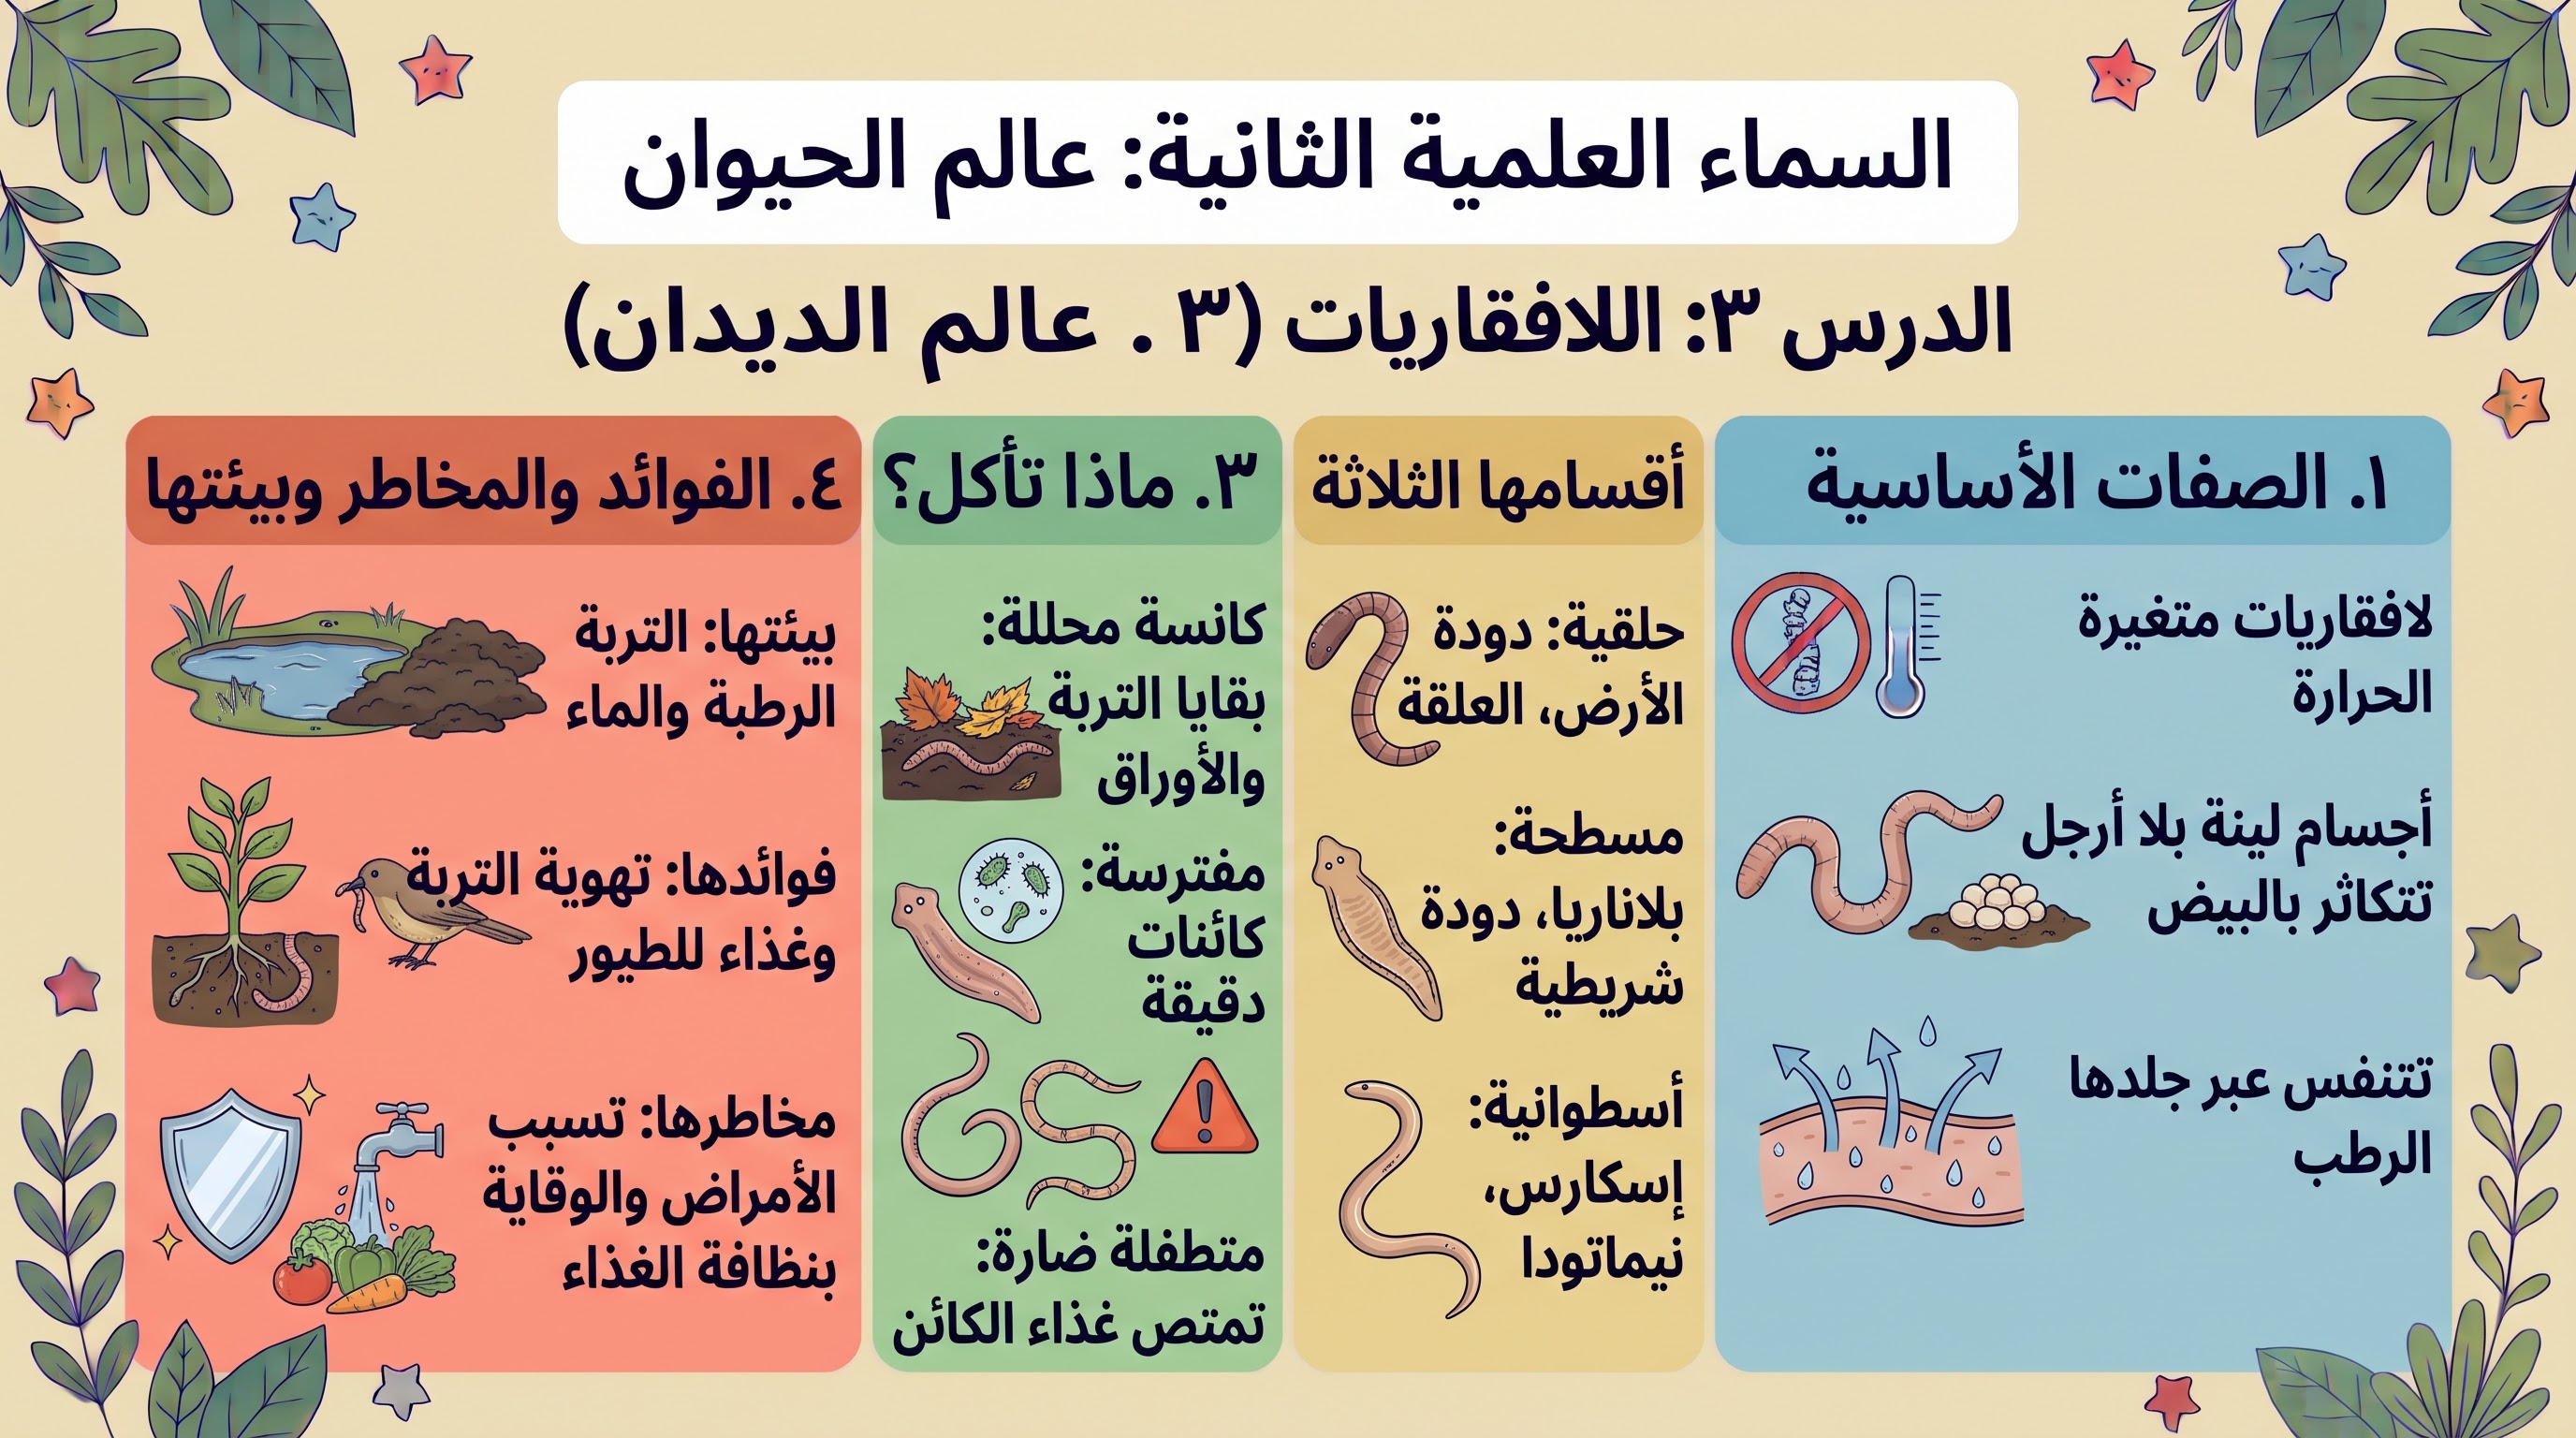 السماء العلمية الثانية: عالم الحيوان
الدرس ٣: اللافقاريات (٣ . عالم الديدان)
١. الصفات الأساسية
لافقاريات متغيرة
الحرارة
أجسام لينة بلا أرجل
تتكاثر بالبيض
تتنفس عبر جلدها
الرطب
أقسامها الثلاثة
حلقية: دودة
الأرض، العلقة
مسطحة:
بلاناريا، دودة
شريطية
أسطوانية:
إسكارس،
نيماتودا
٣. ماذا تأكل؟
كانسة محللة:
بقايا التربة
والأوراق
مفترسة:
كائنات
دقيقة
متطفلة ضارة:
تمتص غذاء الكائن
٤. الفوائد والمخاطر وبيئتها
بيئتها: التربة
الرطبة والماء
فوائدها: تهوية التربة
وغذاء للطيور
مخاطرها: تسبب
الأمراض والوقاية
بنظافة الغذاء